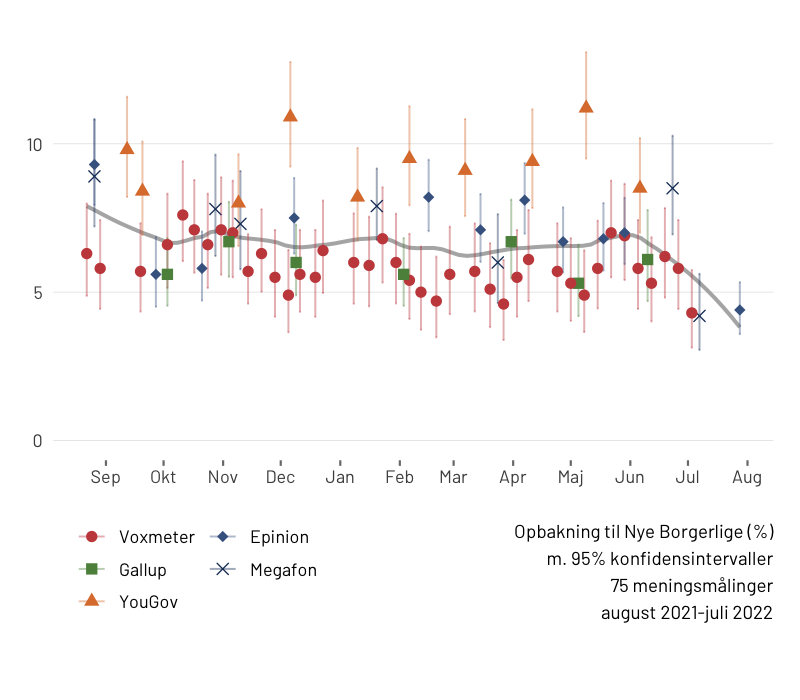 10
5
0
Sep Okt Nov Dec Jan Feb Mar Apr Maj Jun Jul Aug
Voxmeter Epinion
Gallup Megafon
YouGov
Opbakning til Nye Borgerlige (%)
m. 95% konfidensintervaller
75 meningsmålinger
august 2021-juli 2022